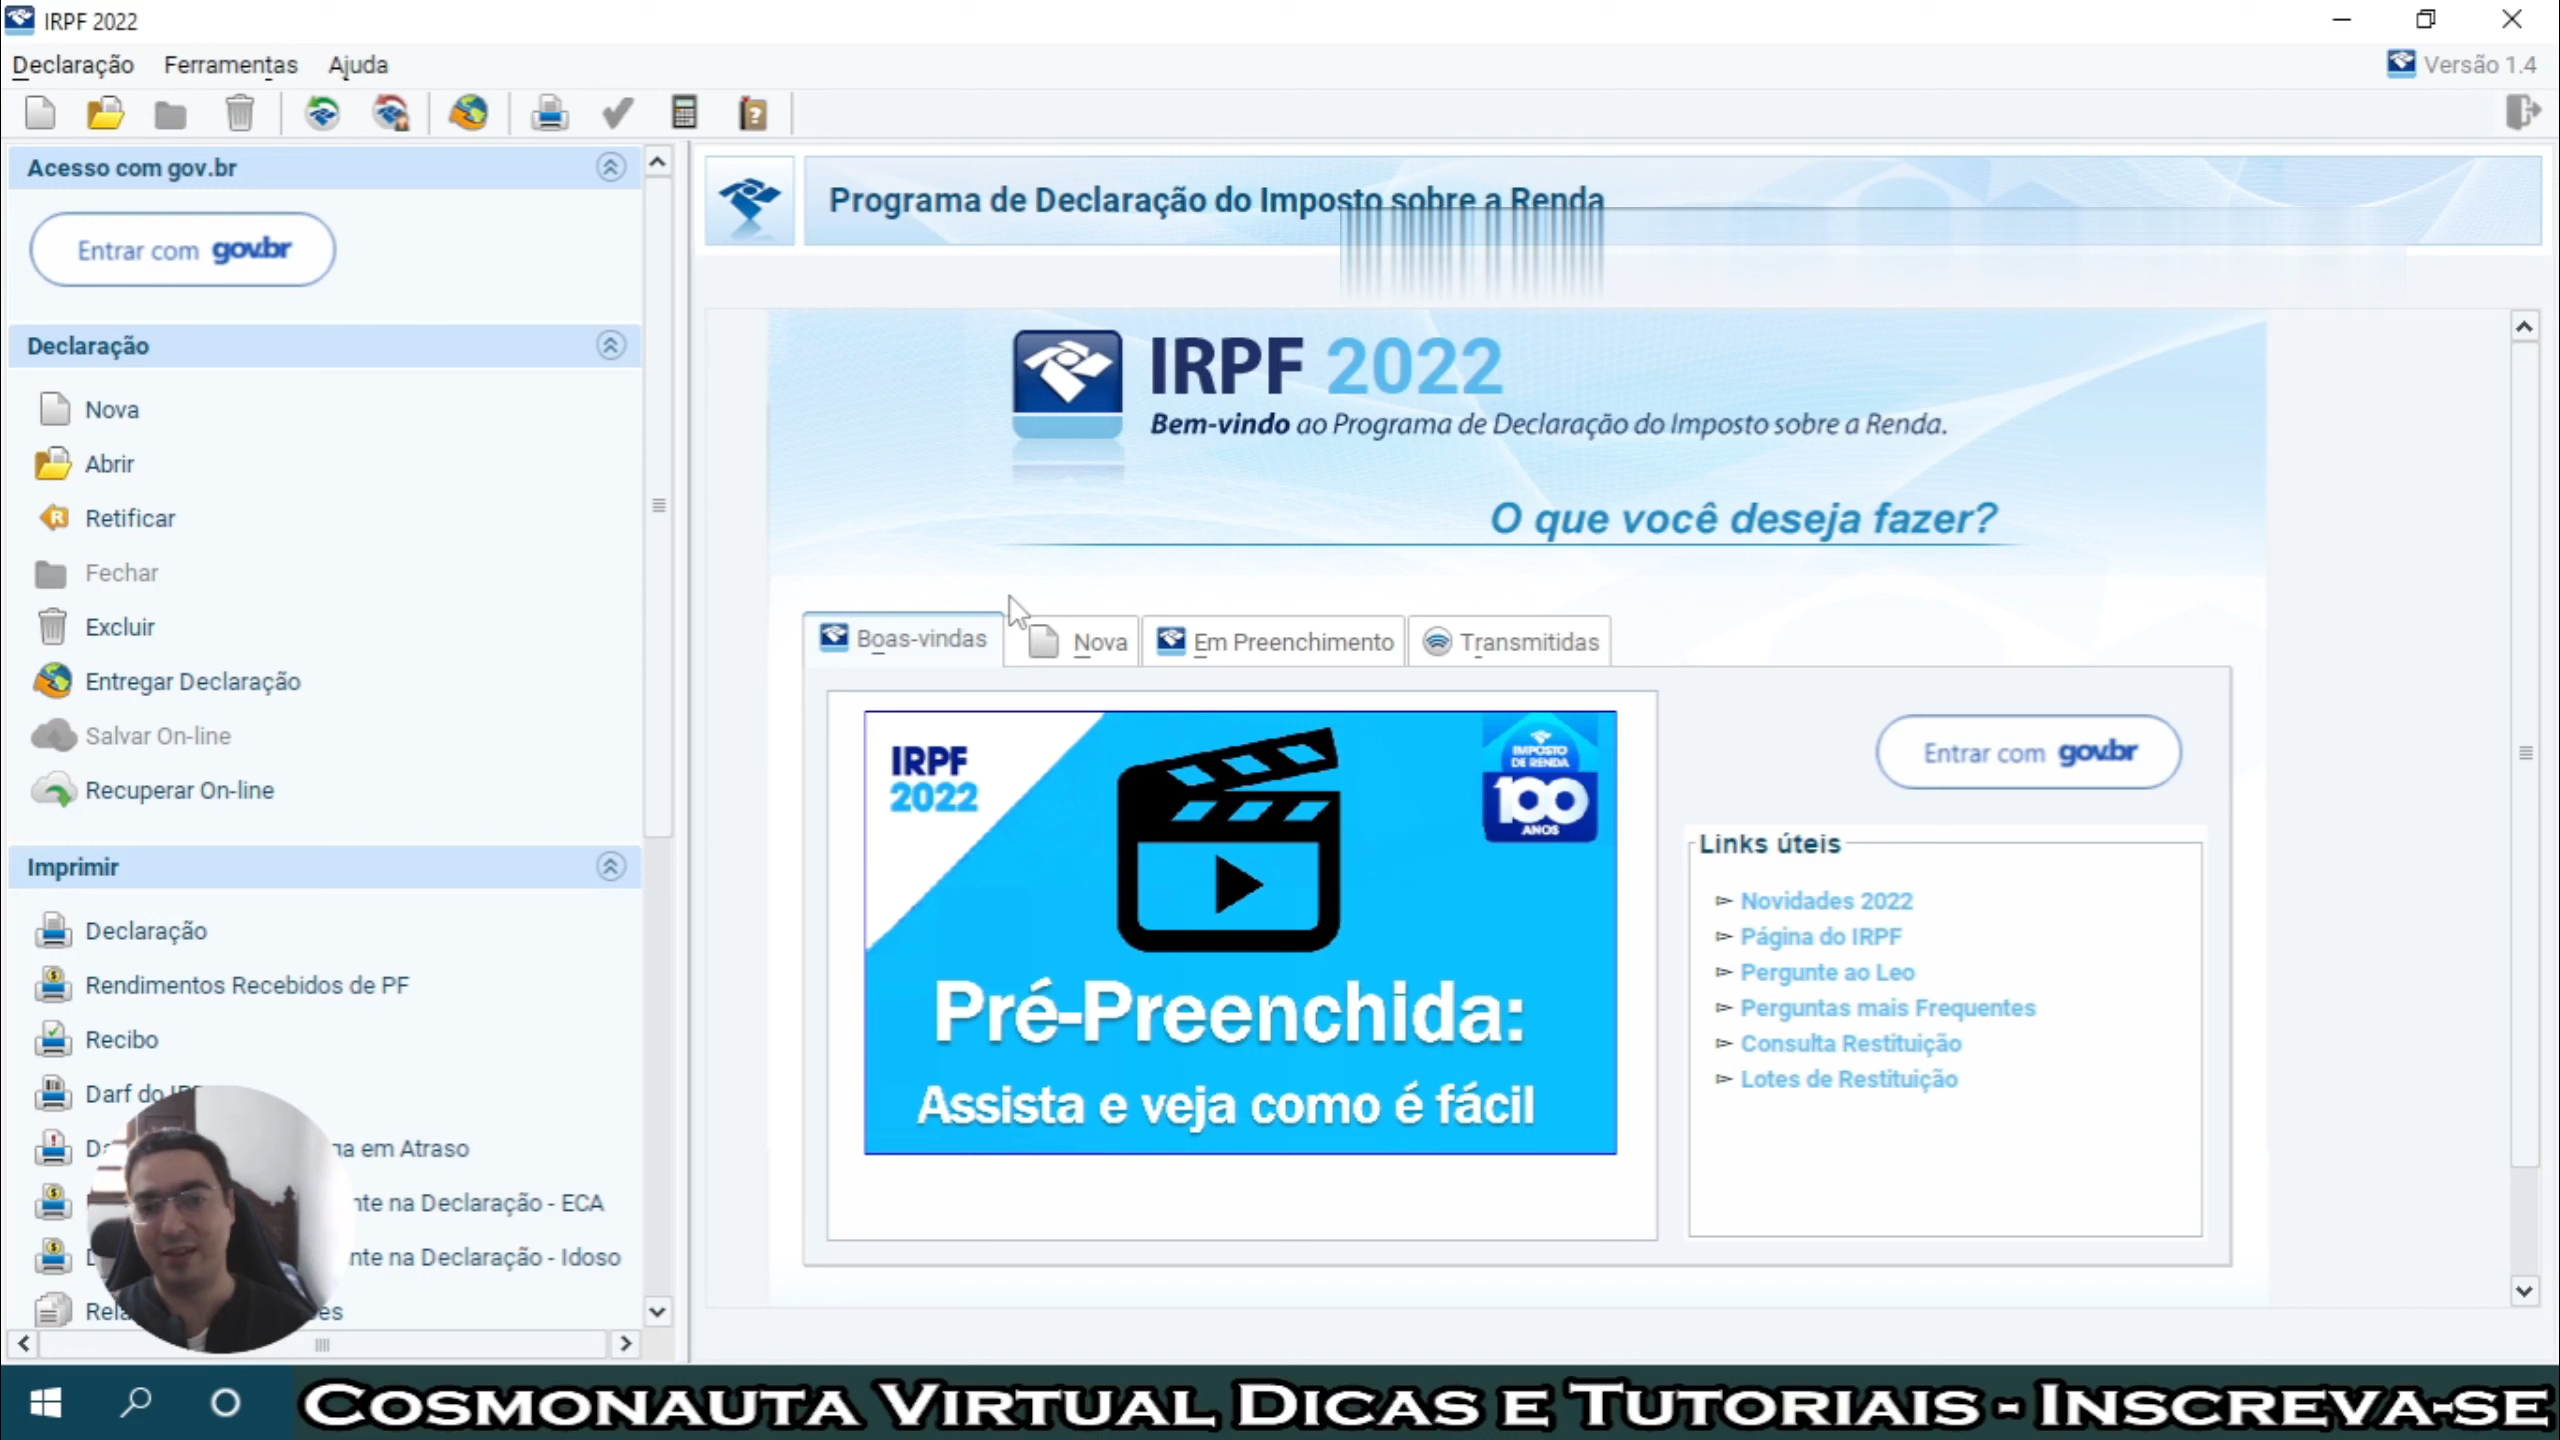 IRPF 2022
Declaração Ferramentas Ajuda
Versão 1.4
Acesso com gov.br
Entrar com gov.br
Declaração
Nova
Abrir
Retificar
Fechar
Excluir
Entregar Declaração
Salvar On-line
Recuperar On-line
Imprimir
Declaração
Rendimentos Recebidos de PF
Recibo
Darf do
em Atraso
na Declaração - ECA
na Declaração - Idoso
Programa de Declaração do Imposto sobre a Renda
IRPF 2022
Bem-vindo ao Programa de Declaração do Imposto sobre a Renda.
O que você deseja fazer?
Boas-vindas Nova Em Preenchimento Transmitidas
IRPF
2022
IMPOSTO
DE RENDA
100
ANOS
Pré-Preenchida:
Assista e veja como é fácil
Entrar com gov.br
Links úteis
Novidades 2022
Página do IRPF
Pergunte ao Leo
Perguntas mais Frequentes
Consulta Restituição
Lotes de Restituição
Cosmonauta Virtual Dicas e Tutoriais - Inscreva-se